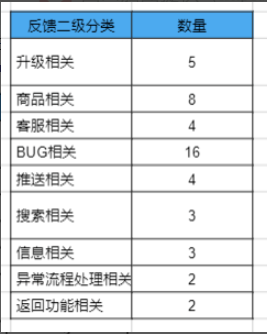 反馈二级分类 数量
升级相关 5
商品相关 8
客服相关 4
BUG相关 16
推送相关 4
搜索相关 3
信息相关 3
异常流程处理相关 2
返回功能相关 2